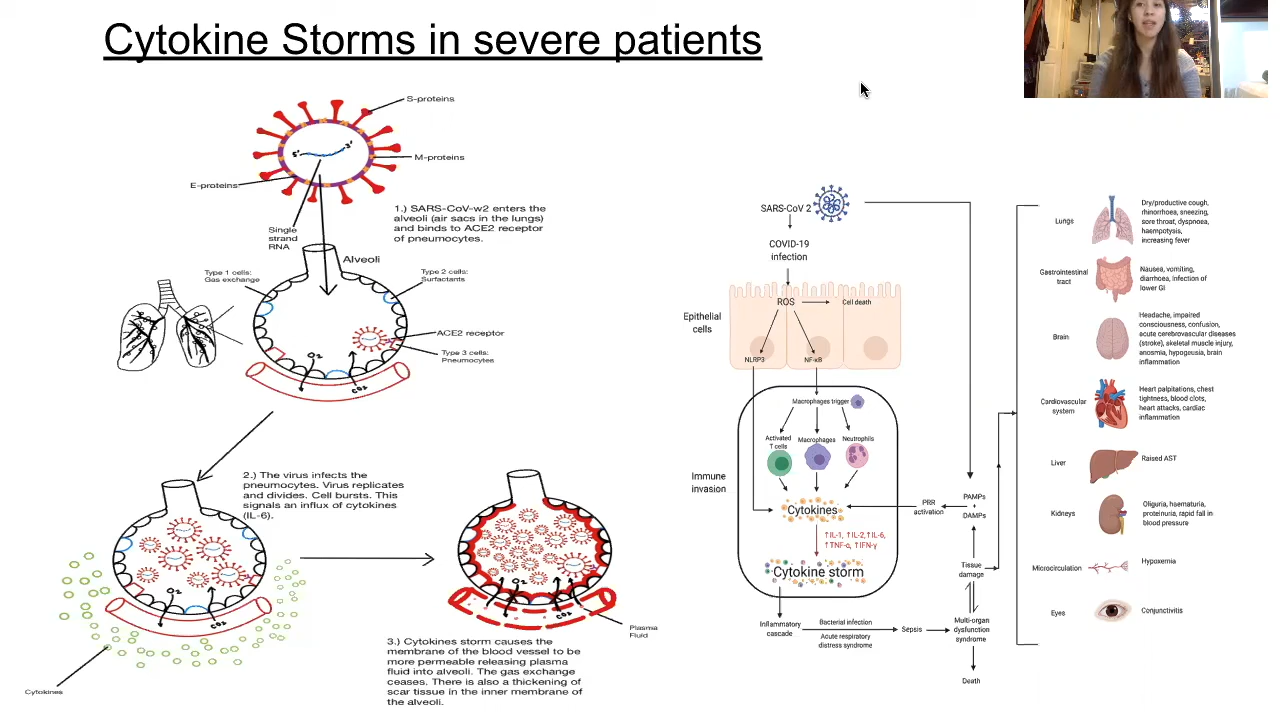 Cytokine Storms in severe patients
S-proteins
M-proteins
E-proteins
Single
strand
RNA
1.) SARS-CoV-w2 enters the
alveoli (air sacs in the lungs)
and binds to ACE2 receptor
of pneumocytes.
5'
3'
Alveoli
Type 1 cells:
Gas exchange
Type 2 cells:
Surfactants
ACE2 receptor
Type 3 cells:
Pneumocytes
O2
CO2
2.) The virus infects the
pneumocytes. Virus replicates
and divides. Cell bursts. This
signals an influx of cytokines
(IL-6).
O2
CO2
Cytokines
O2
CO2
Plasma
Fluid
3.) Cytokines storm causes the
membrane of the blood vessel to be
more permeable releasing plasma
fluid into alveoli. The gas exchange
ceases. There is also a thickening of
scar tissue in the inner membrane of
the alveoli.
SARS-CoV 2
COVID-19
infection
Epithelial
cells
ROS
Cell death
NLRP3
NF-κB
Immune
invasion
Macrophages trigger
Activated
T cells
Macrophages
Neutrophils
Cytokines
↑IL-1, ↑IL-2,↑IL-6,
↑TNF-α, ↑IFN-γ
Cytokine storm
PRR
activation
PAMPs
+
DAMPs
Tissue
damage
Inflammatory
cascade
Bacterial infection
Acute respiratory
distress syndrome
Sepsis
Multi-organ
dysfunction
syndrome
Death
Lungs
Dry/productive cough,
rhinorrhoea, sneezing,
sore throat, dyspnoea,
haempotysis,
increasing fever
Gastrointestinal
tract
Nausea, vomiting,
diarrhoea, infection of
lower GI
Brain
Headache, impaired
consciousness, confusion,
acute cerebrovascular diseases
(stroke), skeletal muscle injury,
anosmia, hypogeusia, brain
inflammation
Cardiovascular
system
Heart palpitations, chest
tightness, blood clots,
heart attacks, cardiac
inflammation
Liver
Raised AST
Kidneys
Oliguria, haematuria,
proteinuria, rapid fall in
blood pressure
Microcirculation
Hypoxemia
Eyes
Conjunctivitis